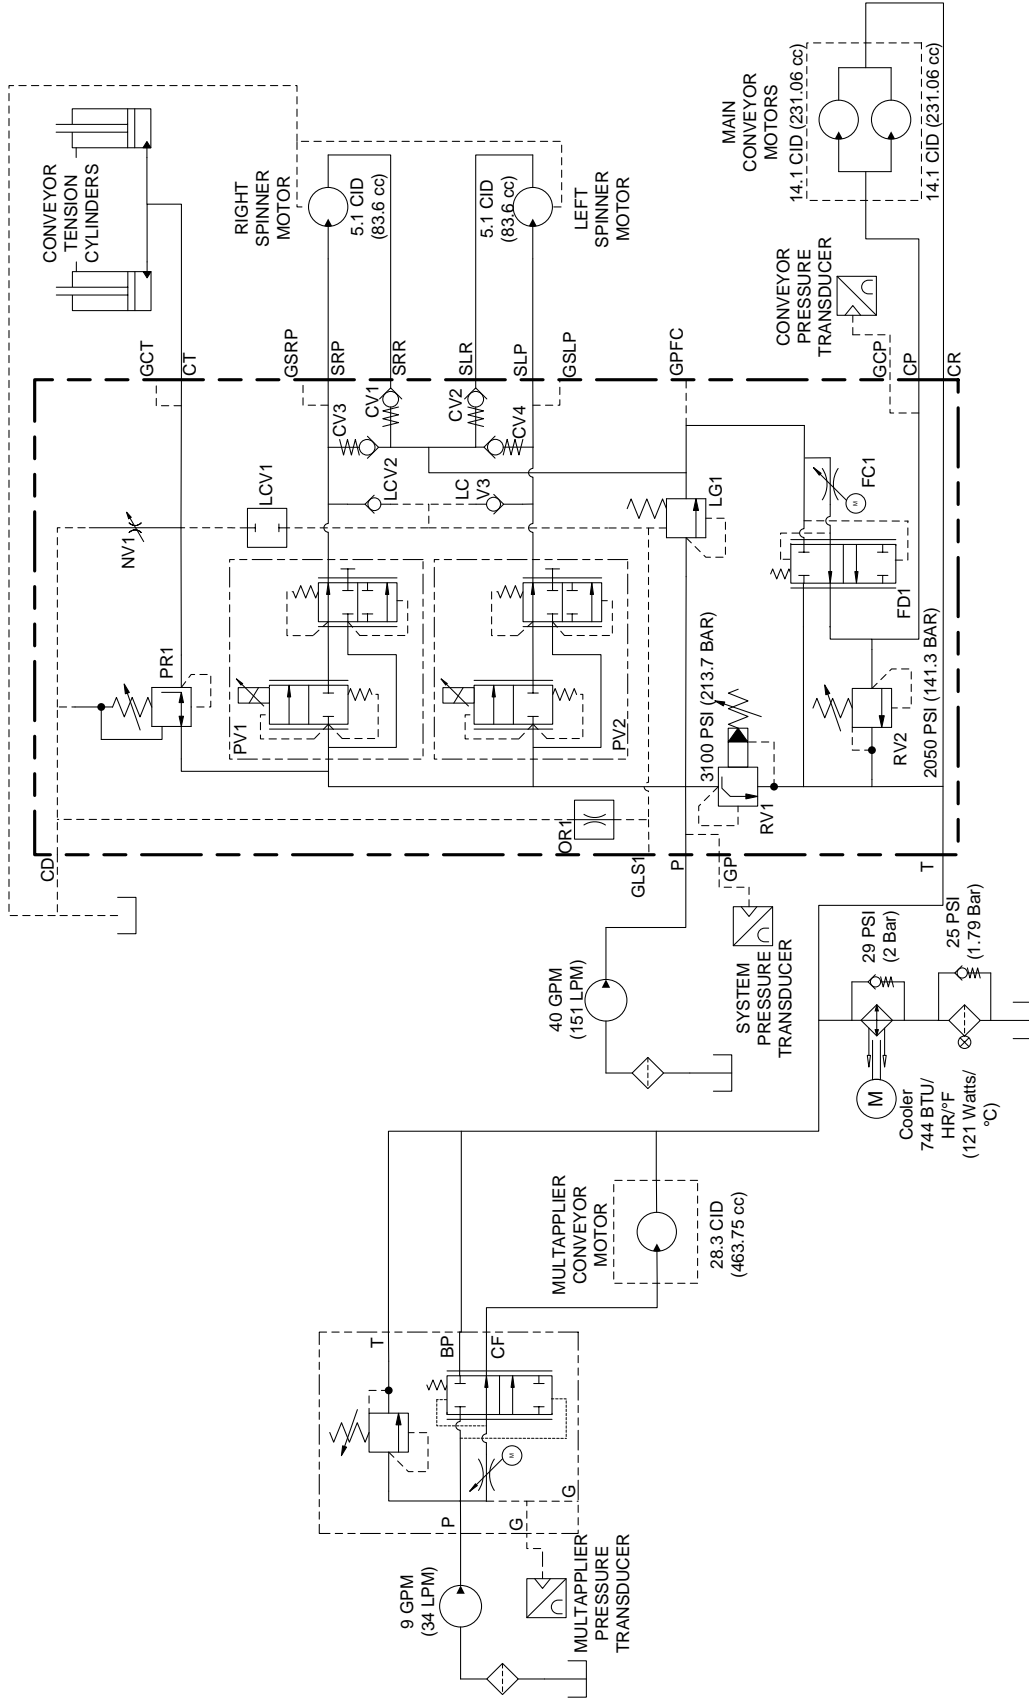 CONVEYOR
TENSION
CYLINDERS
RIGHT
SPINNER
MOTOR
5.1 CID
(83.6 cc)
5.1 CID
(83.6 cc)
LEFT
SPINNER
MOTOR
MAIN
CONVEYOR
MOTORS
14.1 CID (231.06 cc)
14.1 CID (231.06 cc)
CONVEYOR
PRESSURE
TRANSDUCER
GCT
CT
GSRP
SRP
SRR
SLR
SLP
GSLP
GPFC
GCP
CP
CR
CV3
CV1
CV2
CV4
NV1
LCV1
LCV2
LC
V3
LG1
FC1
M
FD1
PR1
PV1
PV2
3100 PSI (213.7 BAR)
RV1
RV2
2050 PSI (141.3 BAR)
OR1
CD
GLS1
P
GP
T
40 GPM
(151 LPM)
SYSTEM
PRESSURE
TRANSDUCER
29 PSI
(2 Bar)
25 PSI
(1.79 Bar)
M
Cooler
744 BTU/
HR/°F
(121 Watts/
°C)
MULTAPPLIER
CONVEYOR
MOTOR
28.3 CID
(463.75 cc)
T
BP
CF
M
P
G
G
9 GPM
(34 LPM)
MULTAPPLIER
PRESSURE
TRANSDUCER